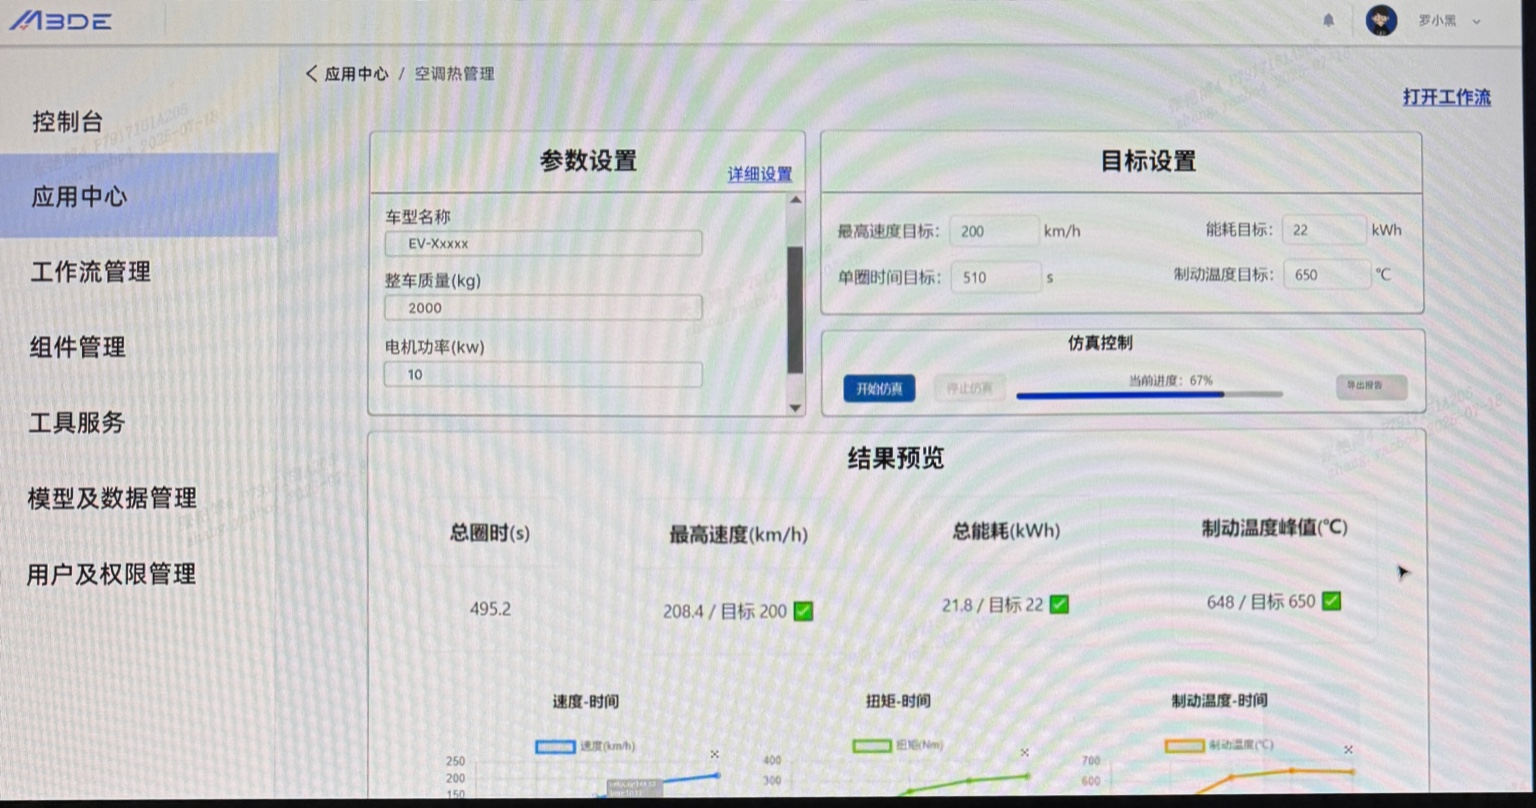 MBDE
罗小黑
应用中心 / 空调热管理
打开工作流
控制台
应用中心
工作流管理
组件管理
工具服务
模型及数据管理
用户及权限管理
参数设置
详细设置
车型名称
EV-Xxxxx
整车质量(kg)
2000
电机功率(kw)
10
目标设置
最高速度目标: 200 km/h
能耗目标: 22 kWh
单圈时间目标: 510 s
制动温度目标: 650 ℃
仿真控制
开始仿真
停止仿真
当前进度: 67%
导出报告
结果预览
总圈时(s)
最高速度(km/h)
总能耗(kWh)
制动温度峰值(℃)
495.2
208.4 / 目标 200
21.8 / 目标 22
648 / 目标 650
速度-时间
扭矩-时间
制动温度-时间
速度(km/h)
扭矩(Nm)
制动温度(℃)
250
200
150
400
300
700
600